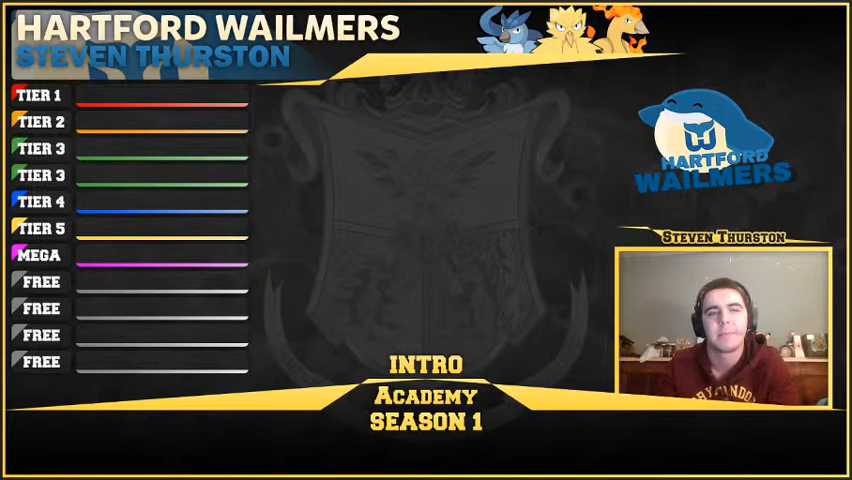 HARTFORD WAILMERS
STEVEN THURSTON
TIER 1
TIER 2
TIER 3
TIER 3
TIER 4
TIER 5
MEGA
FREE
FREE
FREE
FREE
HARTFORD
WAILMERS
STEVEN THURSTON
INTRO
ACADEMY
SEASON 1